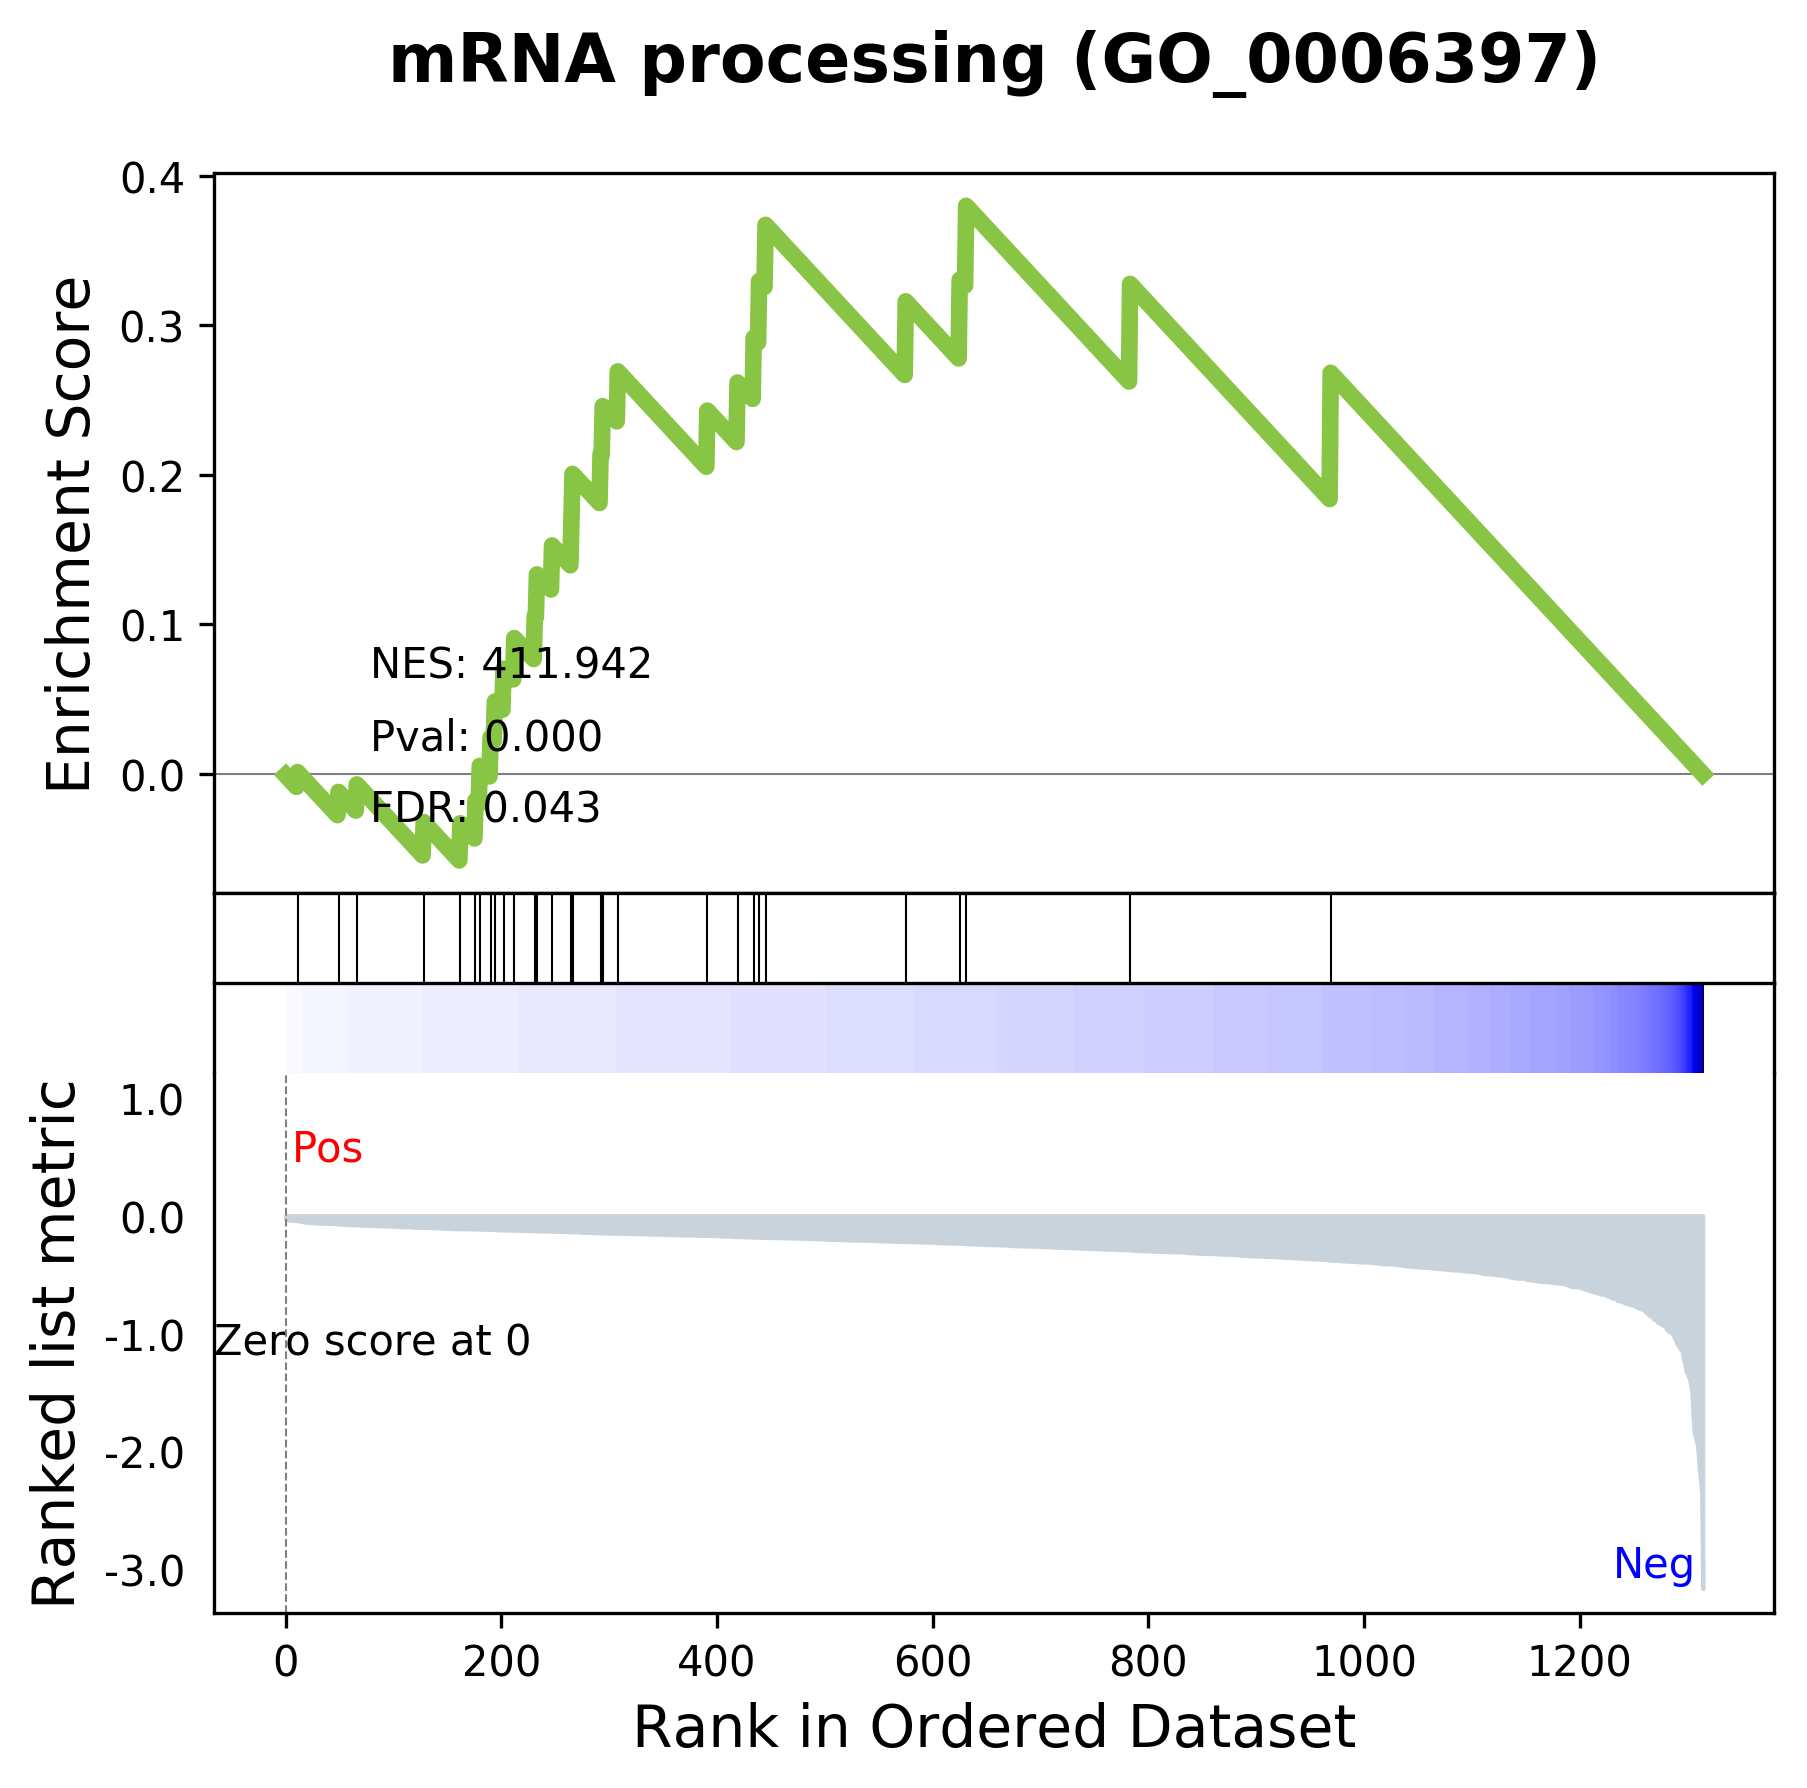 mRNA processing (GO_0006397)
Enrichment Score
0.4
0.3
0.2
0.1
0.0
NES: 411.942
Pval: 0.000
FDR: 0.043
Ranked list metric
1.0
0.0
-1.0
-2.0
-3.0
Pos
Zero score at 0
Neg
0 200 400 600 800 1000 1200
Rank in Ordered Dataset